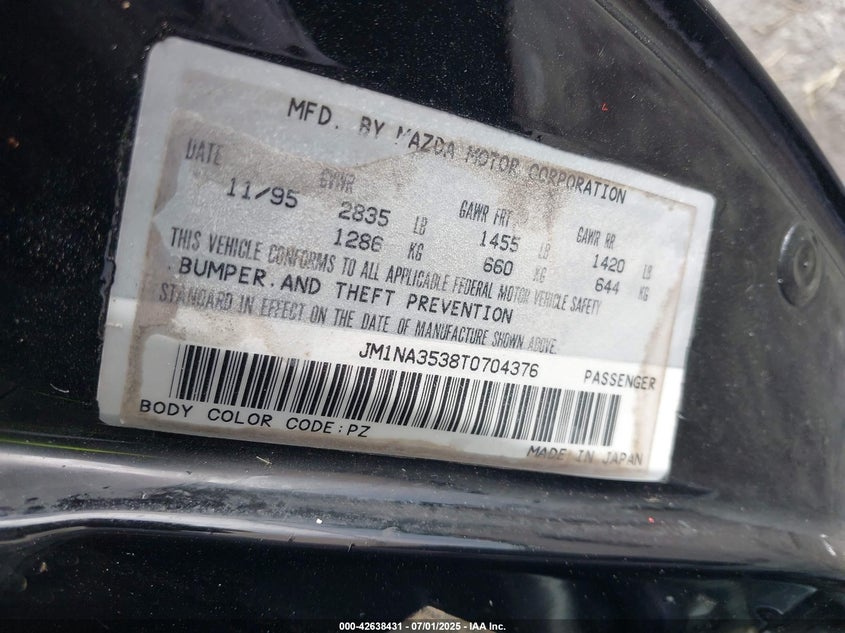 MFD. BY MAZDA MOTOR CORPORATION
DATE GVWR GAWR FRT GAWR RR
11/95 2835 LB 1455 LB 1420 LB
1286 KG 660 KG 644 KG
THIS VEHICLE CONFORMS TO ALL APPLICABLE FEDERAL MOTOR VEHICLE SAFETY
BUMPER.AND THEFT PREVENTION
STANDARD IN EFFECT ON THE DATE OF MANUFACTURE SHOWN ABOVE.
JM1NA3538T0704376 PASSENGER
BODY COLOR CODE:PZ MADE IN JAPAN
000-42638431 - 07/01/2025 - IAA Inc.